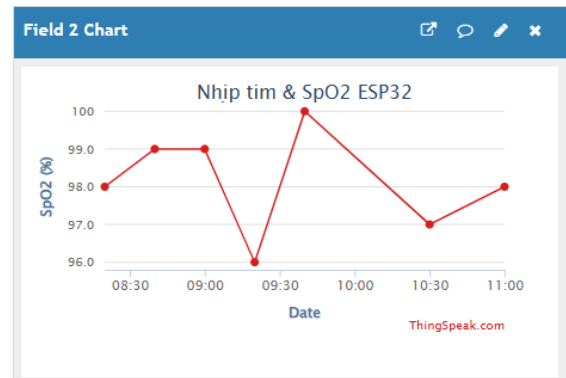 Field 2 Chart
Nhịp tim & SpO2 ESP32
SpO2 (%)
100
99.0
98.0
97.0
96.0
08:30 09:00 09:30 10:00 10:30 11:00
Date
ThingSpeak.com